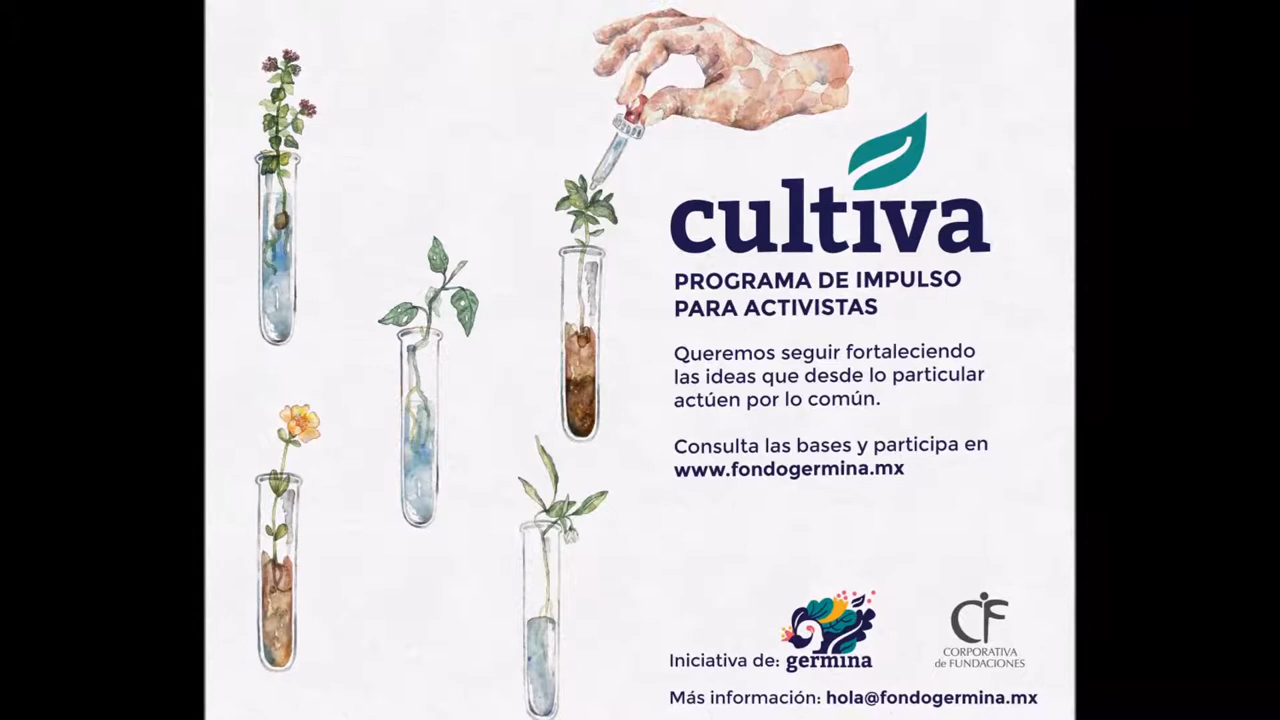 cultiva
PROGRAMA DE IMPULSO
PARA ACTIVISTAS
Queremos seguir fortaleciendo
las ideas que desde lo particular
actúen por lo común.
Consulta las bases y participa en
www.fondogermina.mx
Iniciativa de: germina
CiF
CORPORATIVA
de FUNDACIONES
Más información: hola@fondogermina.mx